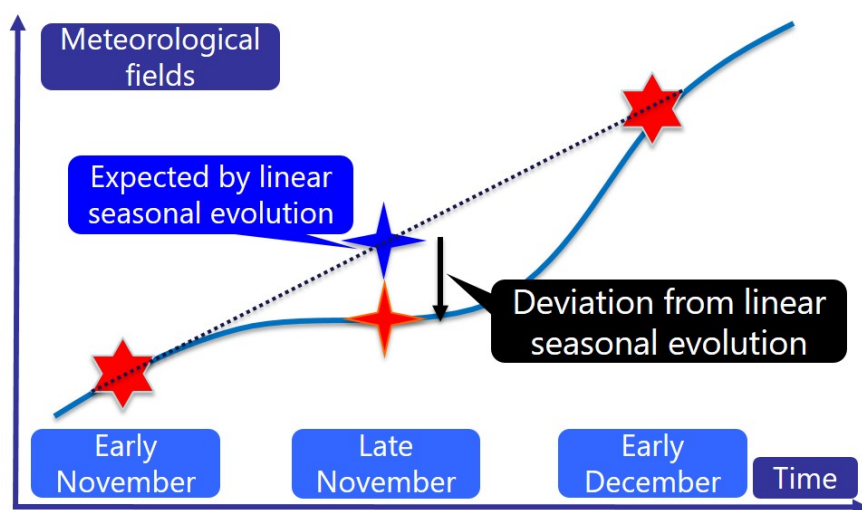 Meteorological
fields
Expected by linear
seasonal evolution
Deviation from linear
seasonal evolution
Early
November
Late
November
Early
December
Time